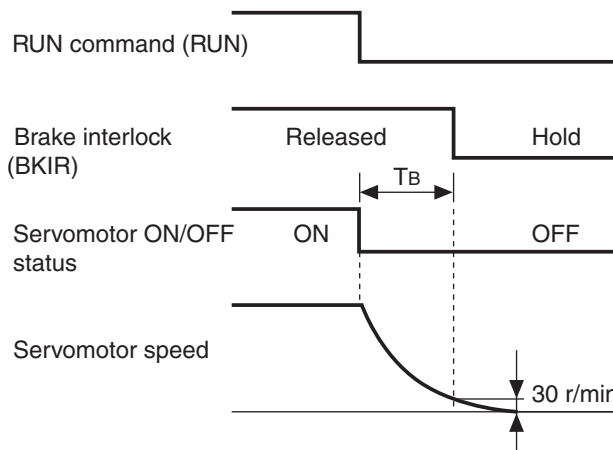 RUN command (RUN)
Brake interlock
(BKIR)
Released
Hold
TB
Servomotor ON/OFF
status
ON
OFF
Servomotor speed
30 r/min